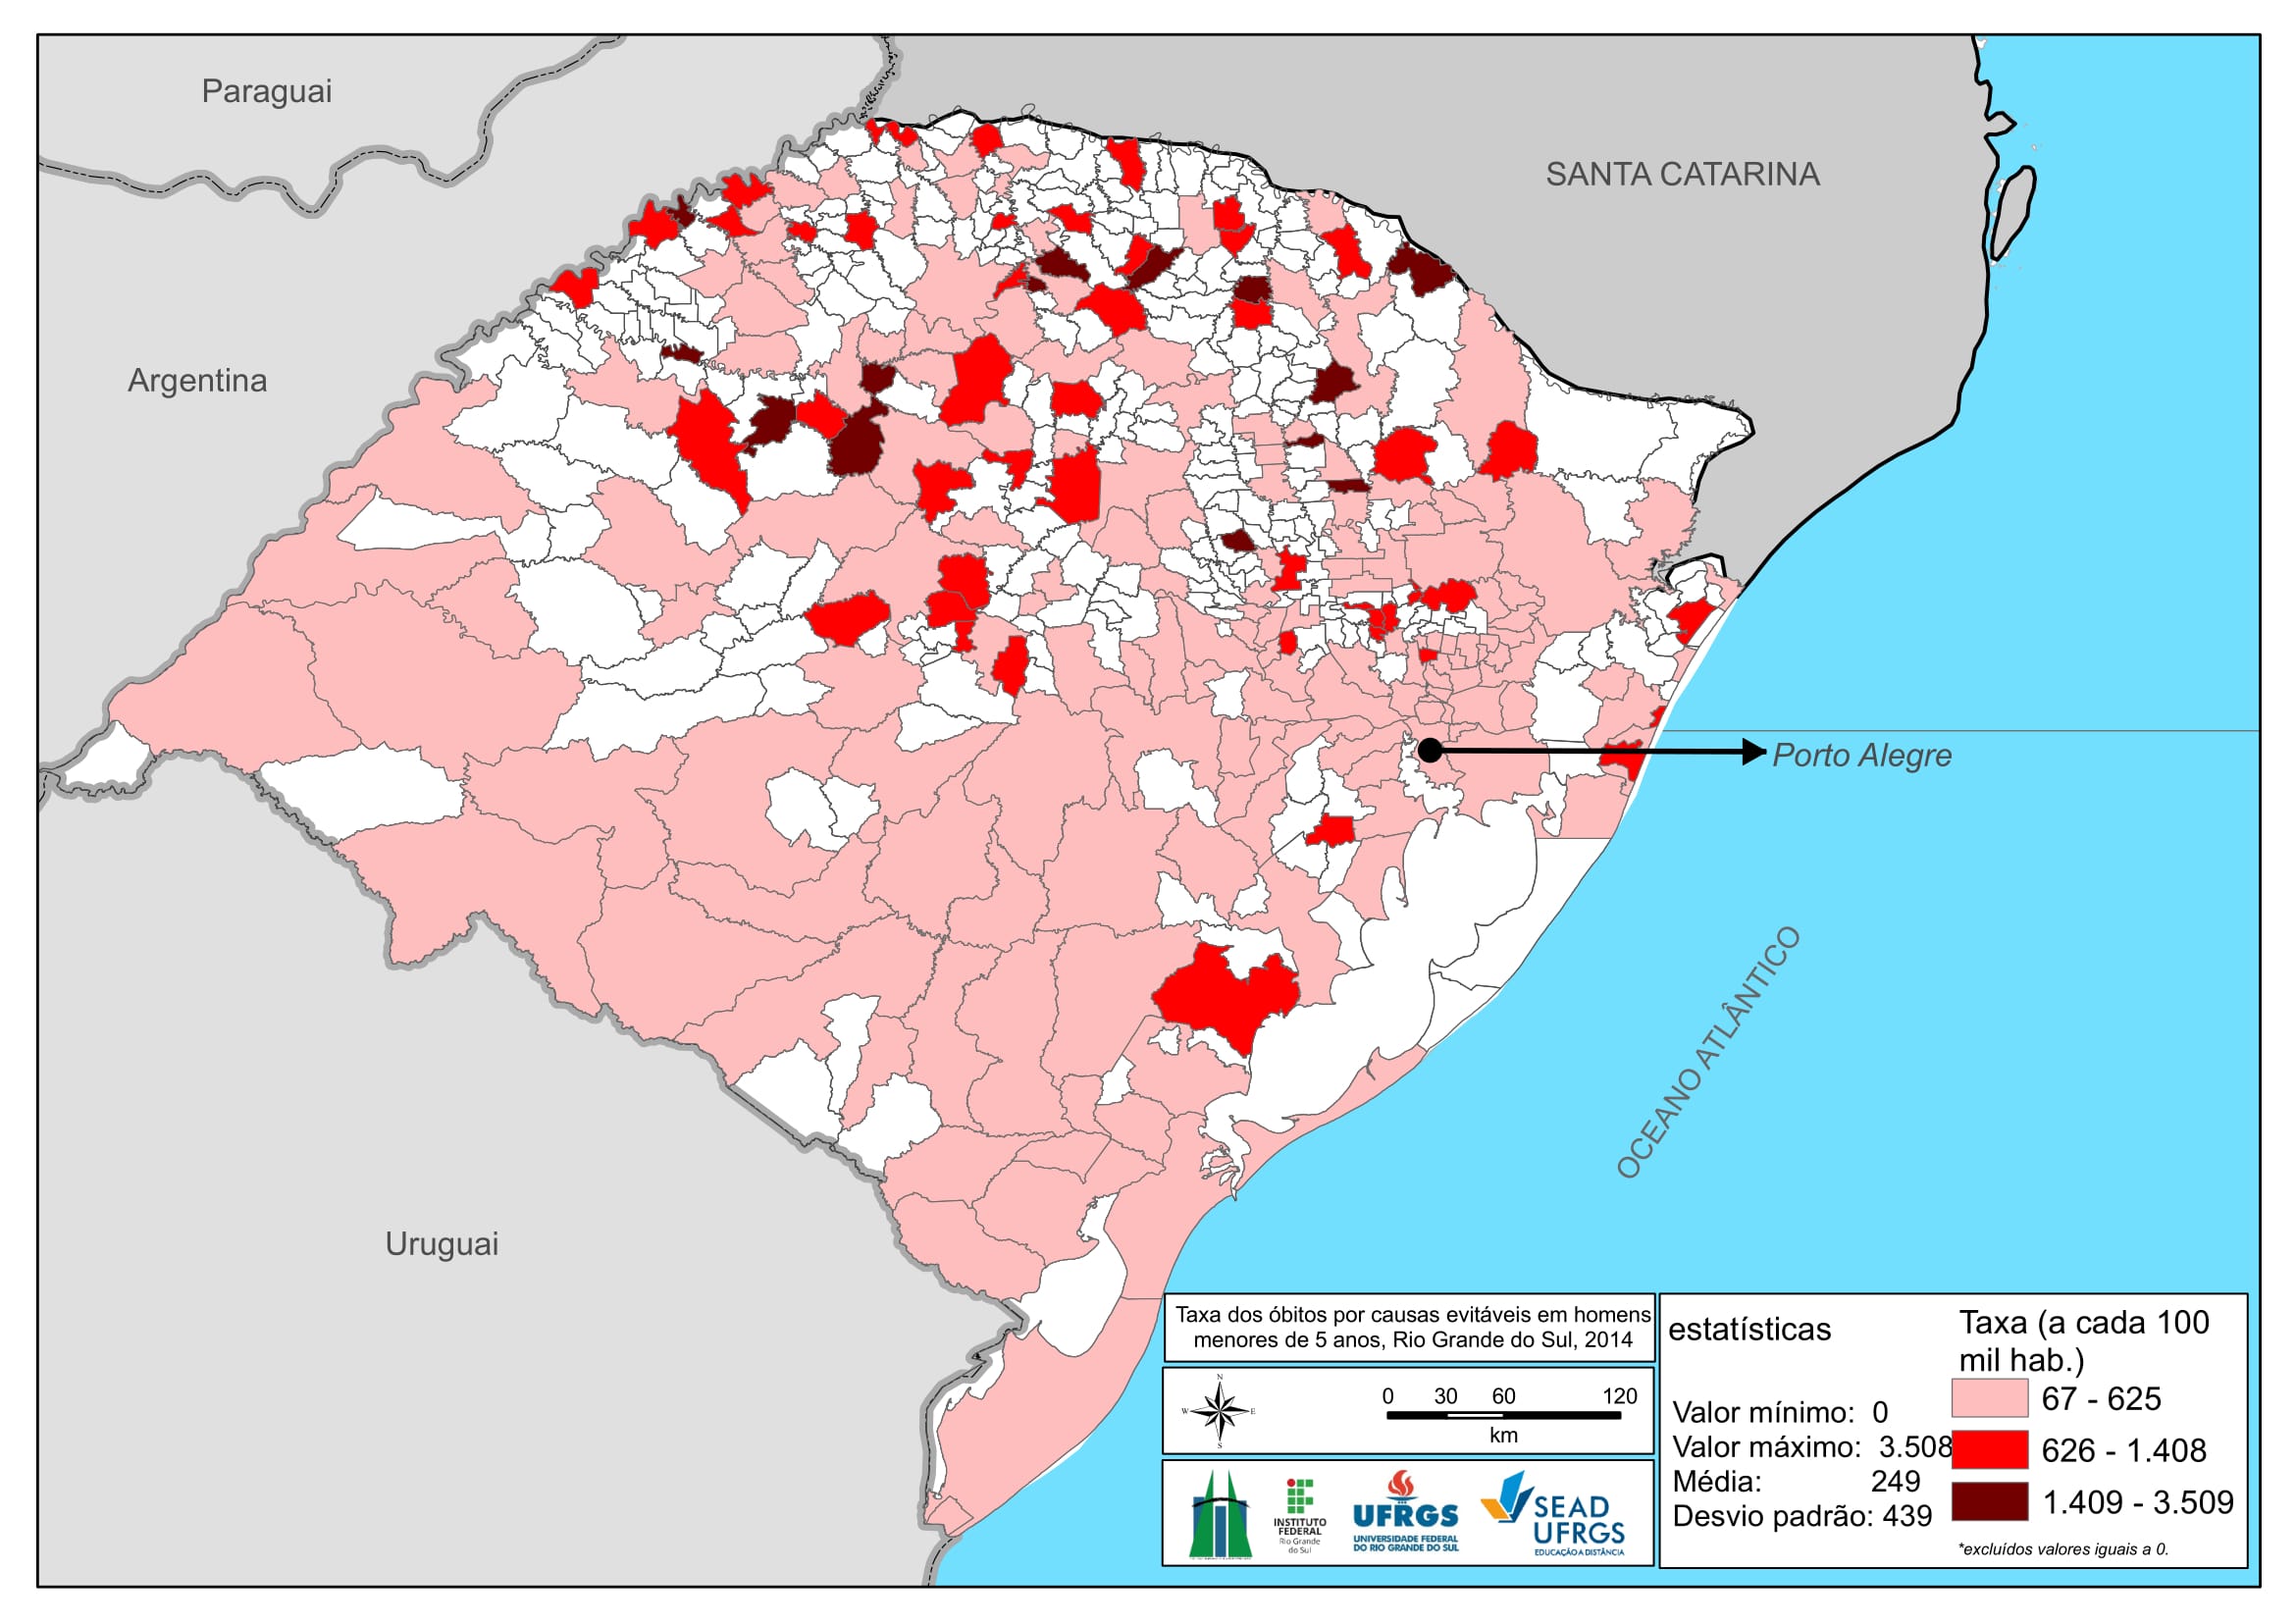 Paraguai
SANTA CATARINA
Argentina
Porto Alegre
OCEANO ATLÂNTICO
Uruguai
Taxa dos óbitos por causas evitáveis em homens
menores de 5 anos, Rio Grande do Sul, 2014
N
W E
S
0 30 60 120
km
INSTITUTO
FEDERAL
Rio Grande
do Sul
UFRGS
UNIVERSIDADE FEDERAL
DO RIO GRANDE DO SUL
SEAD
UFRGS
EDUCAÇÃO A DISTÂNCIA
estatísticas
Valor mínimo: 0
Valor máximo: 3.508
Média: 249
Desvio padrão: 439
Taxa (a cada 100
mil hab.)
67 - 625
626 - 1.408
1.409 - 3.509
*excluídos valores iguais a 0.